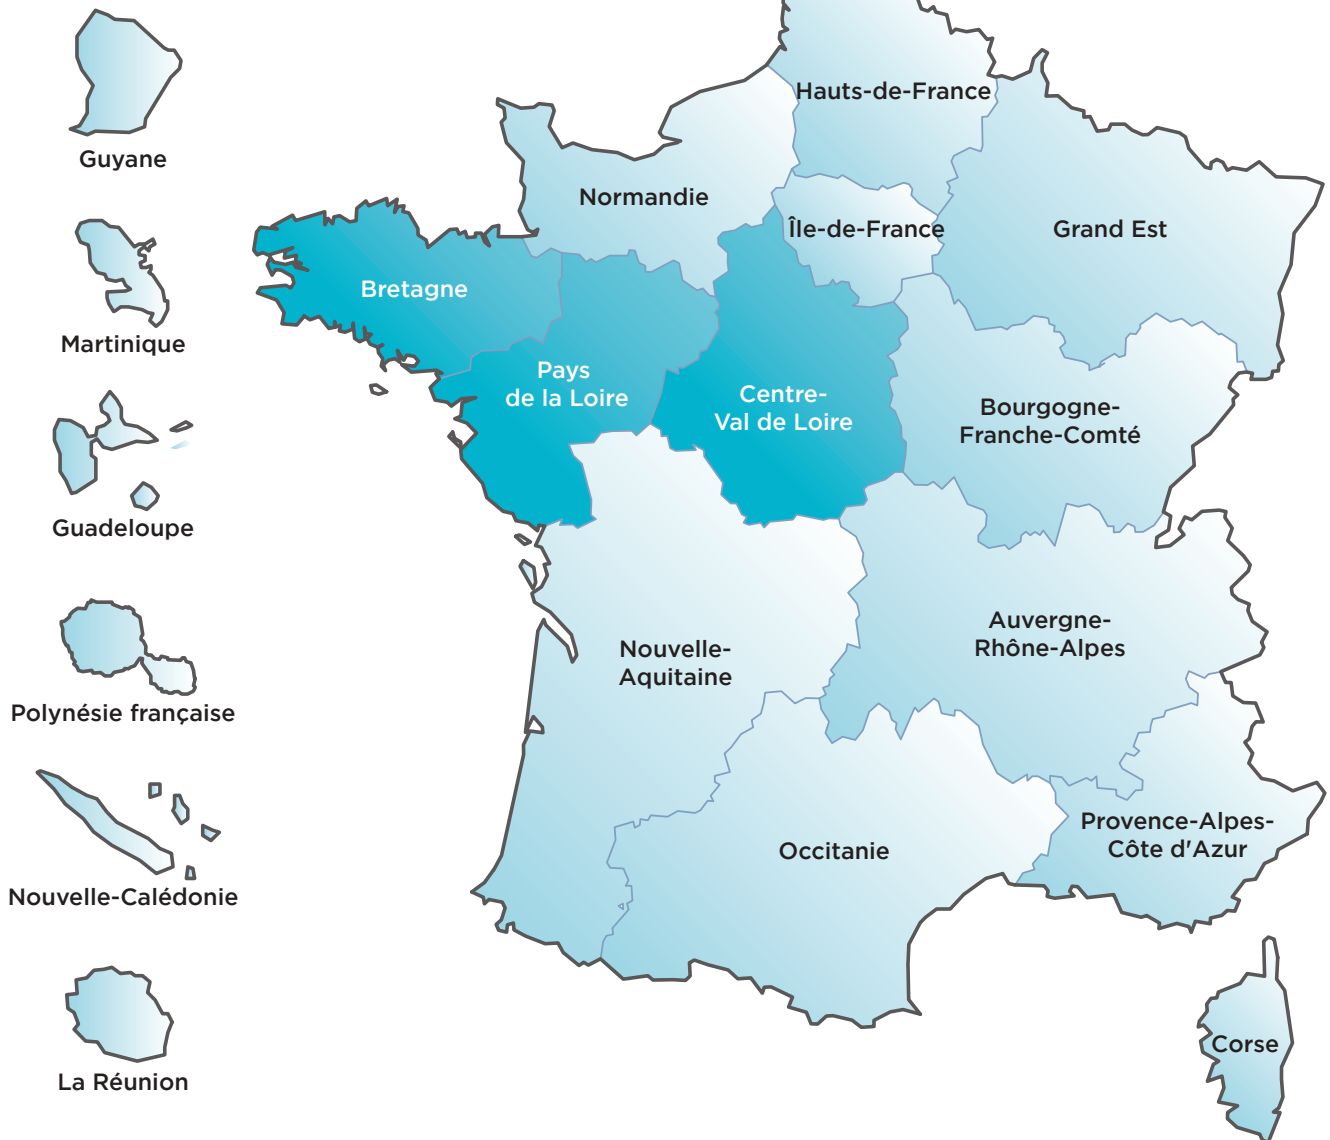 Guyane
Martinique
Guadeloupe
Polynésie française
Nouvelle-Calédonie
La Réunion
Hauts-de-France
Normandie
Île-de-France
Grand Est
Bretagne
Pays
de la Loire
Centre-
Val de Loire
Bourgogne-
Franche-Comté
Nouvelle-
Aquitaine
Auvergne-
Rhône-Alpes
Occitanie
Provence-Alpes-
Côte d'Azur
Corse